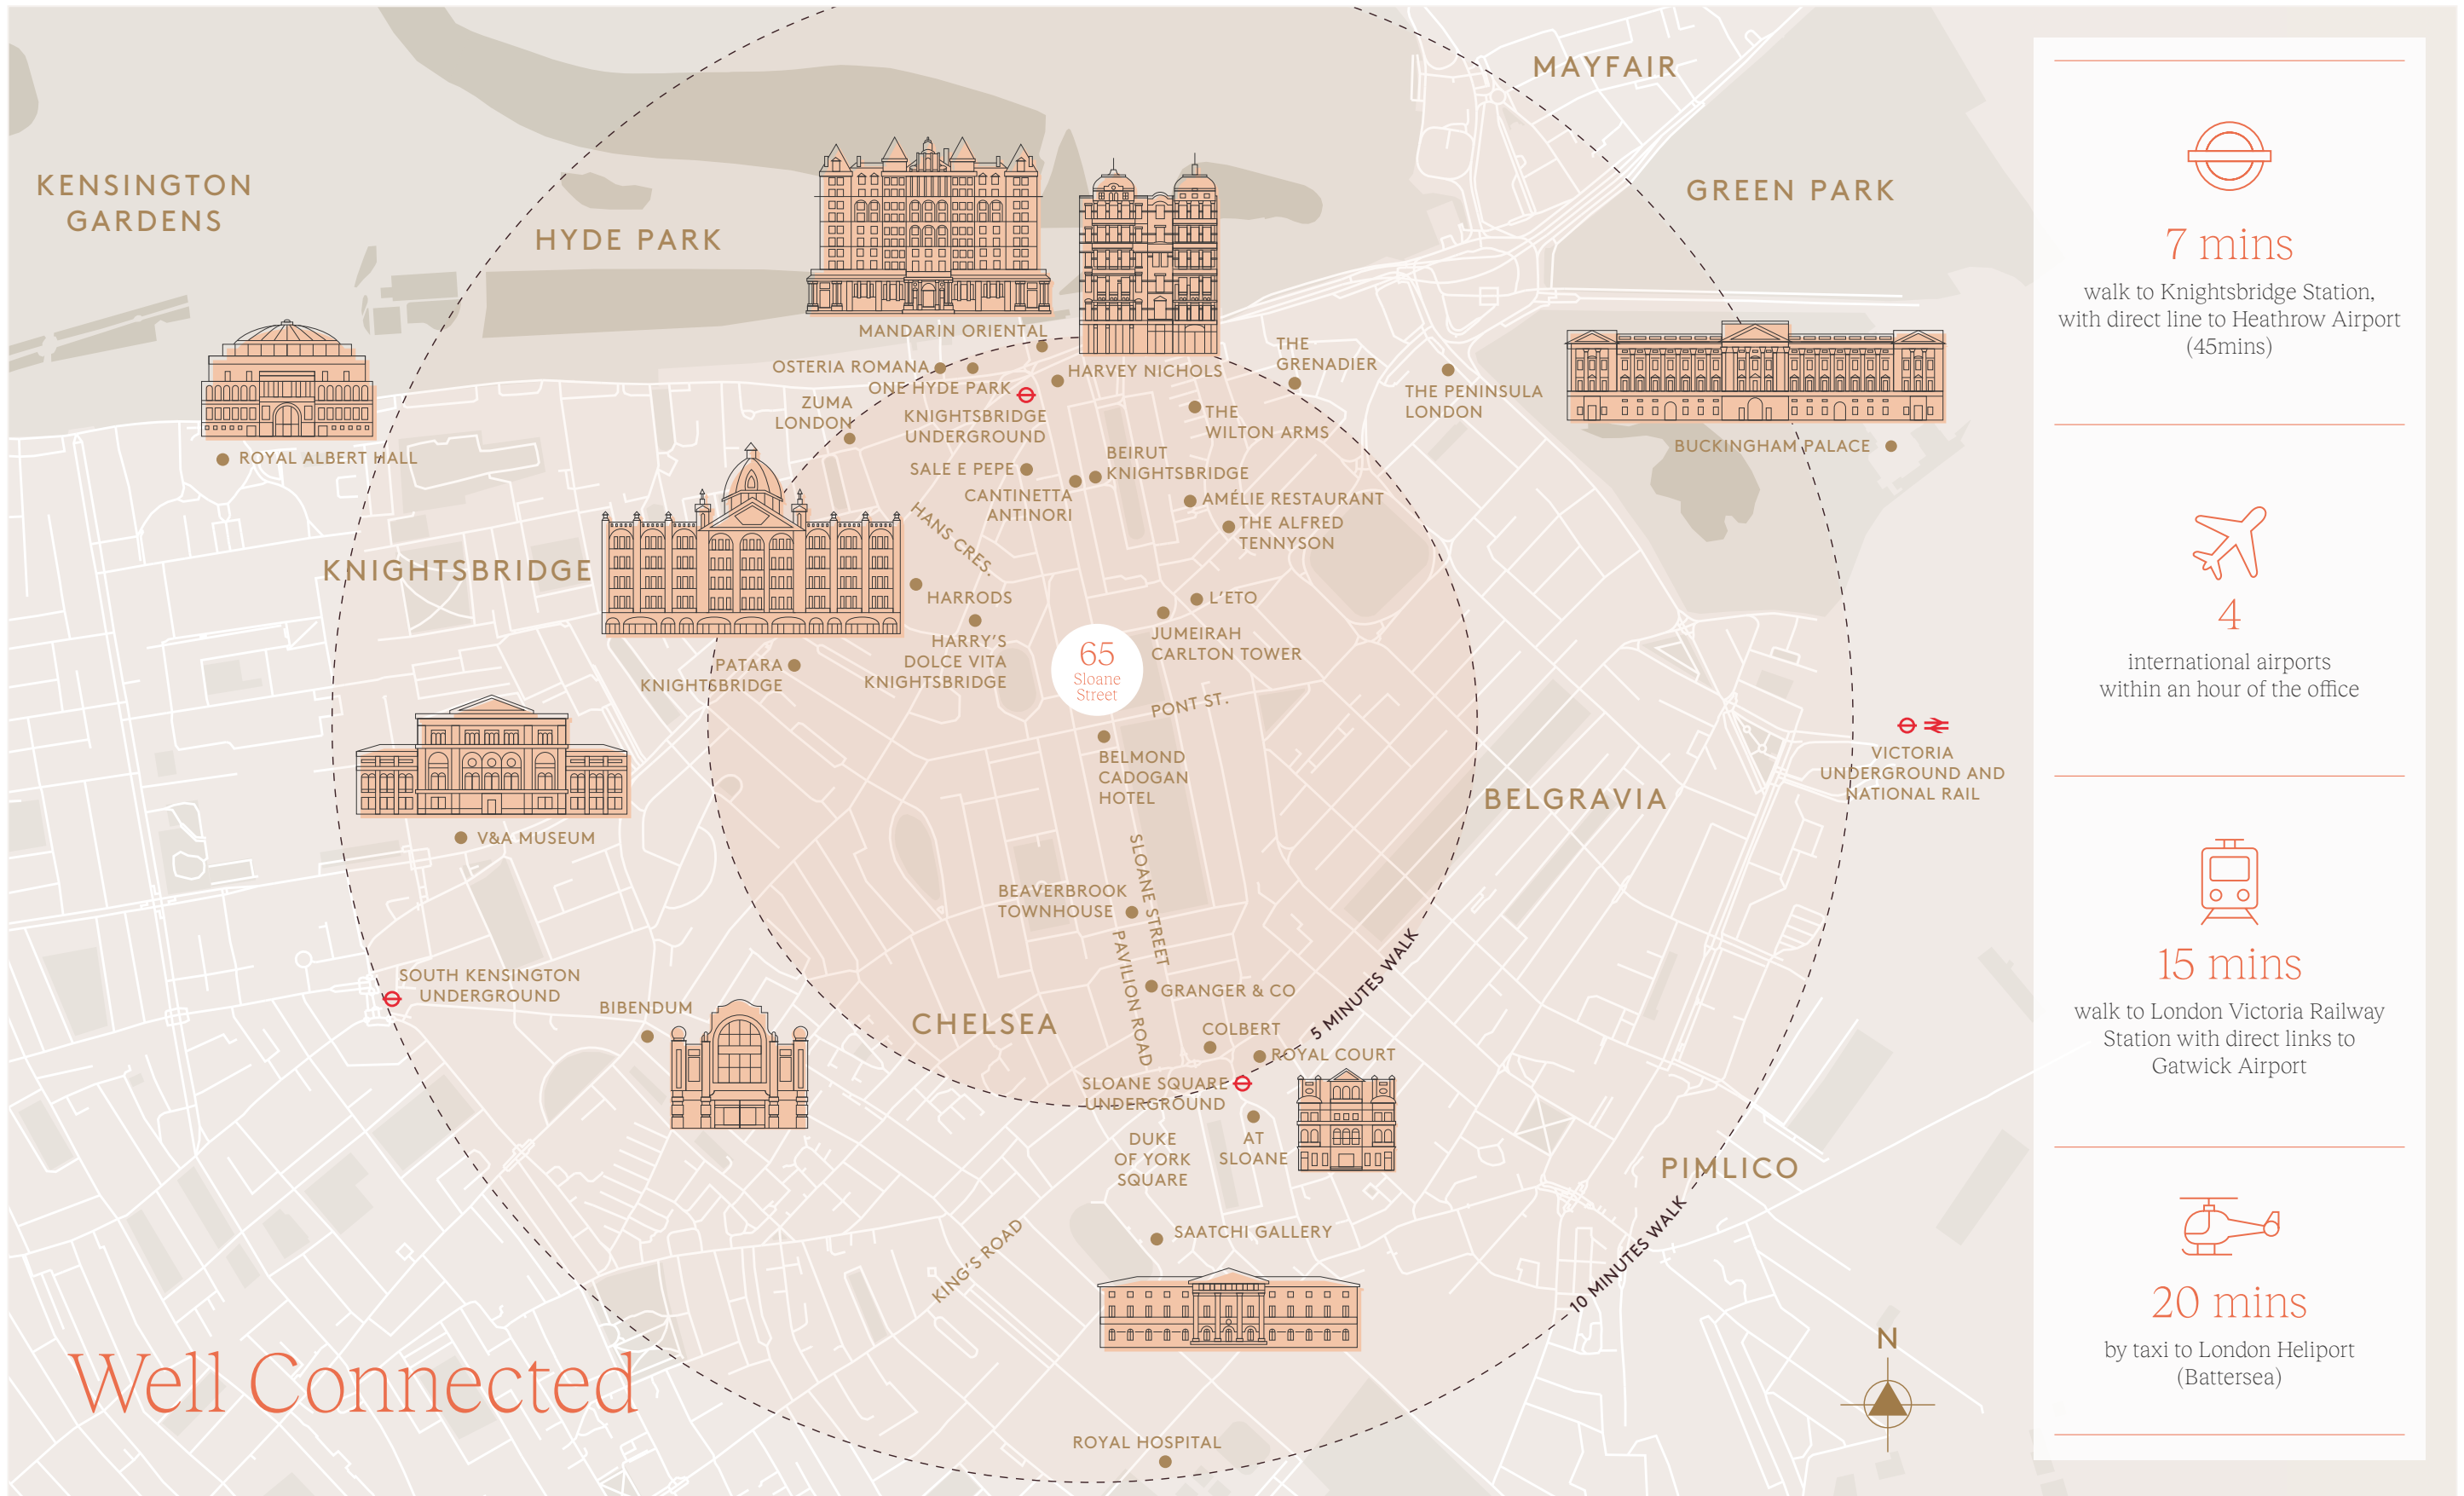 MAYFAIR
KENSINGTON
GARDENS
HYDE PARK
GREEN PARK
MANDARIN ORIENTAL
OSTERIA ROMANA
ONE HYDE PARK
HARVEY NICHOLS
THE
GRENADIER
THE PENINSULA
LONDON
ZUMA
LONDON
KNIGHTSBRIDGE
UNDERGROUND
THE
WILTON ARMS
BUCKINGHAM PALACE
ROYAL ALBERT HALL
SALE E PEPE
BEIRUT
KNIGHTSBRIDGE
CANTINETTA
ANTINORI
AMÉLIE RESTAURANT
THE ALFRED
TENNYSON
HANS CRES.
KNIGHTSBRIDGE
HARRODS
L'ETO
HARRY'S
DOLCE VITA
KNIGHTSBRIDGE
JUMEIRAH
CARLTON TOWER
65
Sloane
Street
PATARA
KNIGHTSBRIDGE
PONT ST.
BELMOND
CADOGAN
HOTEL
VICTORIA
UNDERGROUND AND
NATIONAL RAIL
BELGRAVIA
V&A MUSEUM
SLOANE STREET
BEAVERBROOK
TOWNHOUSE
PAVILION ROAD
5 MINUTES WALK
SOUTH KENSINGTON
UNDERGROUND
BIBENDUM
GRANGER & CO
CHELSEA
COLBERT
ROYAL COURT
SLOANE SQUARE
UNDERGROUND
DUKE
OF YORK
SQUARE
AT
SLOANE
PIMLICO
10 MINUTES WALK
SAATCHI GALLERY
KING'S ROAD
N
Well Connected
ROYAL HOSPITAL
7 mins
walk to Knightsbridge Station,
with direct line to Heathrow Airport
(45mins)
4
international airports
within an hour of the office
15 mins
walk to London Victoria Railway
Station with direct links to
Gatwick Airport
20 mins
by taxi to London Heliport
(Battersea)